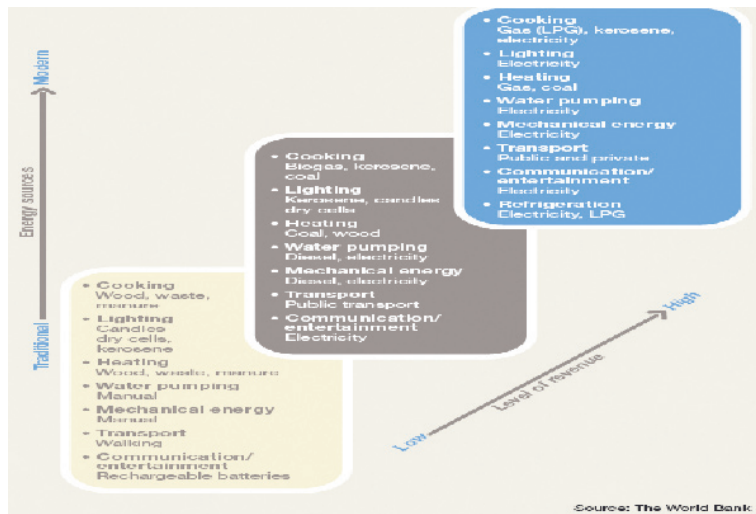 • Cooking
Gas (LPG), kerosene,
electricity
• Lighting
Electricity
• Heating
Gas, coal
• Water pumping
Electricity
• Mechanical energy
Electricity
• Transport
Public and private
• Communication/
entertainment
Electricity
• Refrigeration
Electricity, LPG
• Cooking
Biogas, kerosene,
coal
• Lighting
Kerosene, candles
dry cells
• Heating
Coal, wood
• Water pumping
Diesel, electricity
• Mechanical energy
Diesel, electricity
• Transport
Public transport
• Communication/
entertainment
Electricity
• Cooking
Wood, waste,
manure
• Lighting
Candles
dry cells,
kerosene
• Heating
Wood, waste, manure
• Water pumping
Manual
• Mechanical energy
Manual
• Transport
Walking
• Communication/
entertainment
Rechargeable batteries
Modern
Energy sources
Traditional
High
Level of revenue
Low
Source: The World Bank